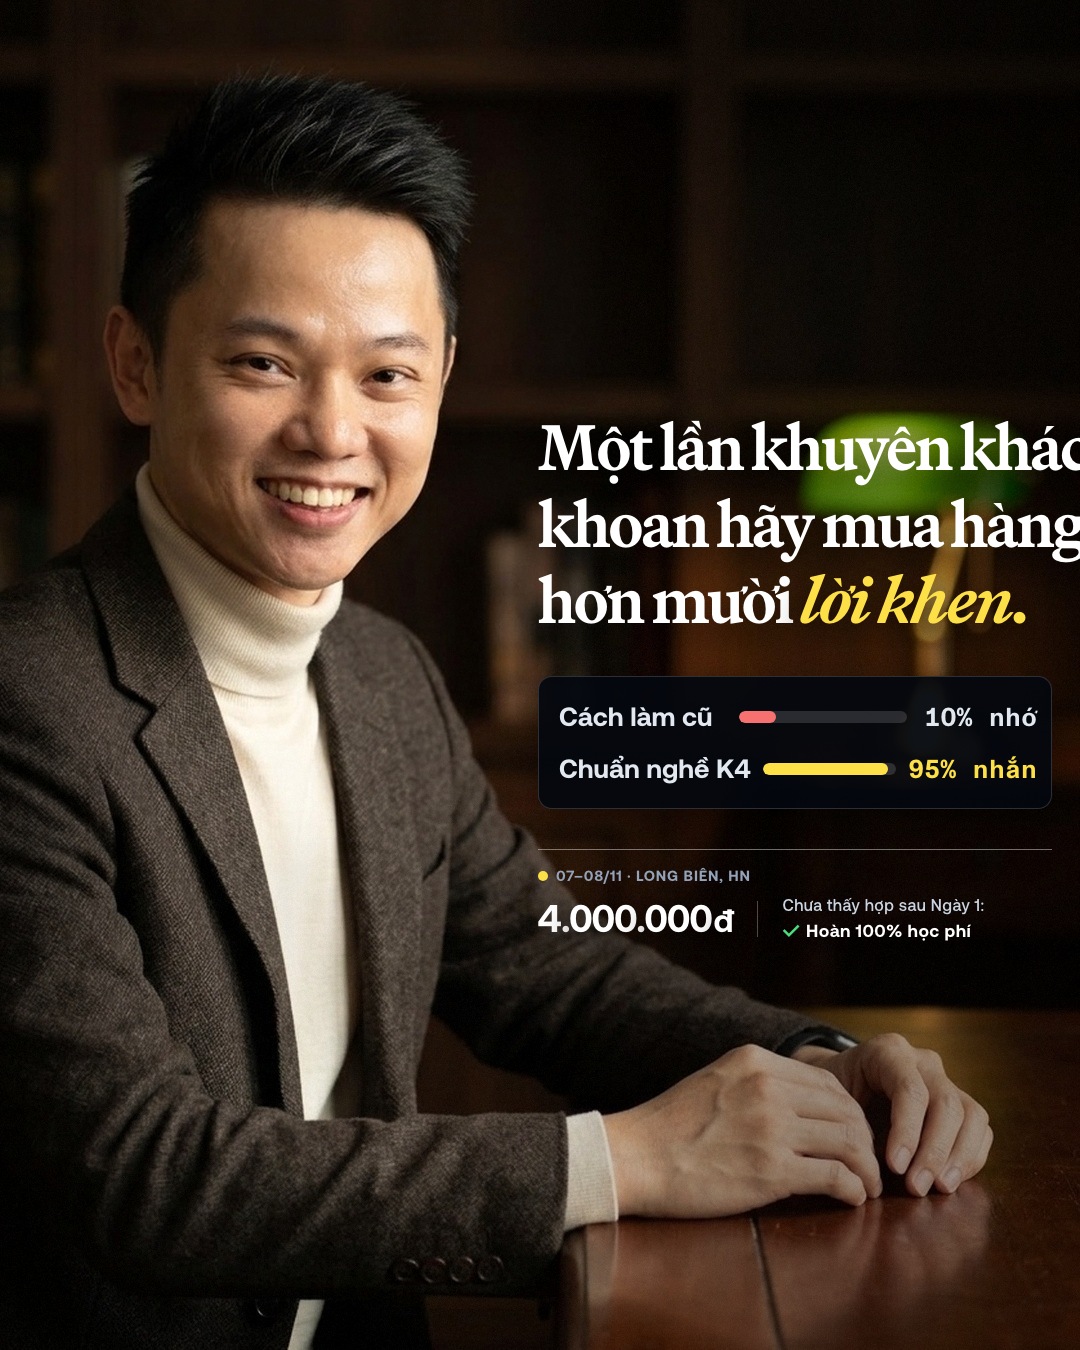 Một lần khuyên khác
khoan hãy mua hàng
hơn mười lời khen.
Cách làm cũ 10% nhớ
Chuẩn nghề K4 95% nhắn
07–08/11 · LONG BIÊN, HN
4.000.000đ
Chưa thấy hợp sau Ngày 1:
Hoàn 100% học phí